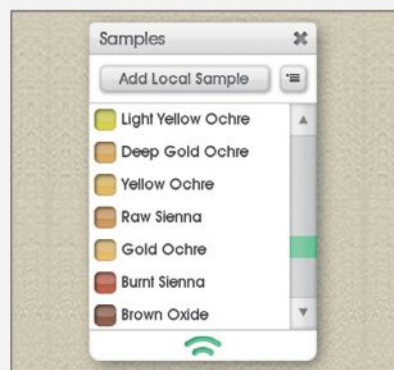 Samples
Add Local Sample
Light Yellow Ochre
Deep Gold Ochre
Yellow Ochre
Raw Sienna
Gold Ochre
Burnt Sienna
Brown Oxide